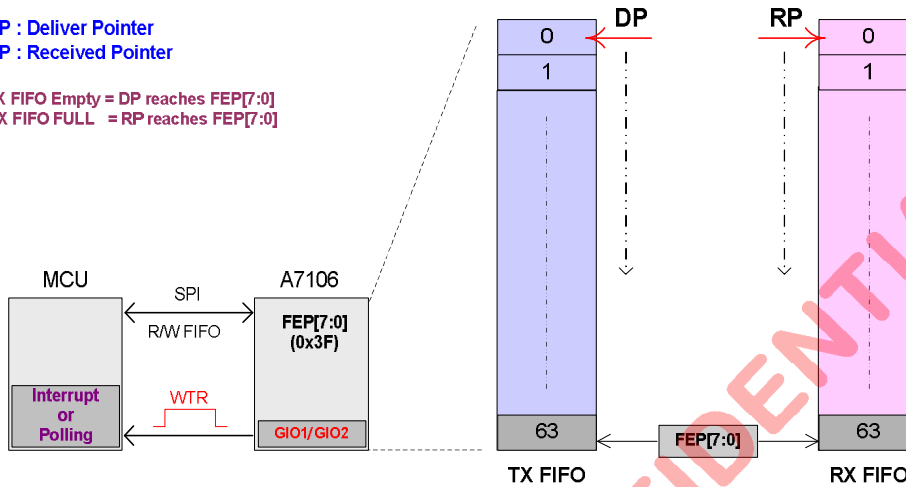 P : Deliver Pointer
P : Received Pointer
X FIFO Empty = DP reaches FEP[7:0]
X FIFO FULL = RP reaches FEP[7:0]
MCU
SPI
R/W FIFO
WTR
Interrupt
or
Polling
A7106
FEP[7:0]
(0x3F)
GIO1/GIO2
DP
RP
0
1
63
TX FIFO
FEP[7:0]
0
1
63
RX FIFO
FIDENTI